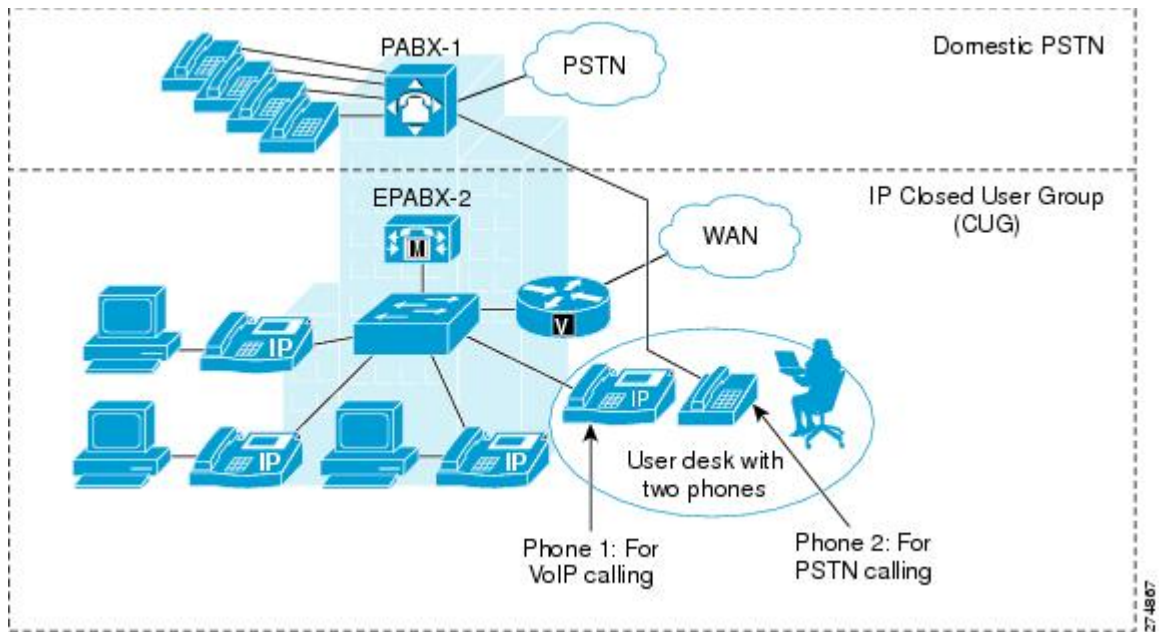 PABX-1
PSTN
Domestic PSTN
EPABX-2
M
IP Closed User Group
(CUG)
WAN
V
IP
IP
IP
IP
User desk with
two phones
Phone 1: For
VoIP calling
Phone 2: For
PSTN calling
274867